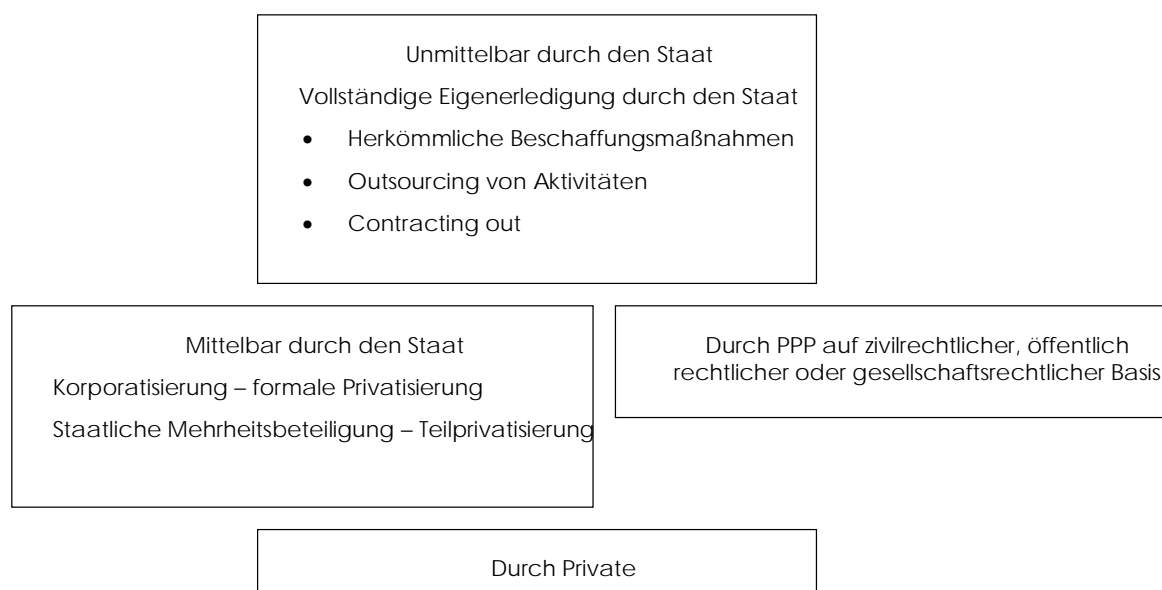 Unmittelbar durch den Staat
Vollständige Eigenerledigung durch den Staat
• Herkömmliche Beschaffungsmaßnahmen
• Outsourcing von Aktivitäten
• Contracting out
Mittelbar durch den Staat
Korporatisierung – formale Privatisierung
Staatliche Mehrheitsbeteiligung – Teilprivatisierung
Durch PPP auf zivilrechtlicher, öffentlich
rechtlicher oder gesellschaftsrechtlicher Basis
Durch Private